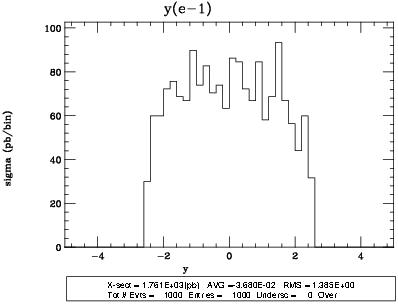 y(e-1)
100
80
60
40
20
0
sigma (pb/bin)
-4 -2 0 2 4
y
X-sect = 1.761E+03(pb) AVG =-3.680E-02 RMS = 1.385E+00
Tot # Evts = 1000 Entries = 1000 Undersc = 0 Over